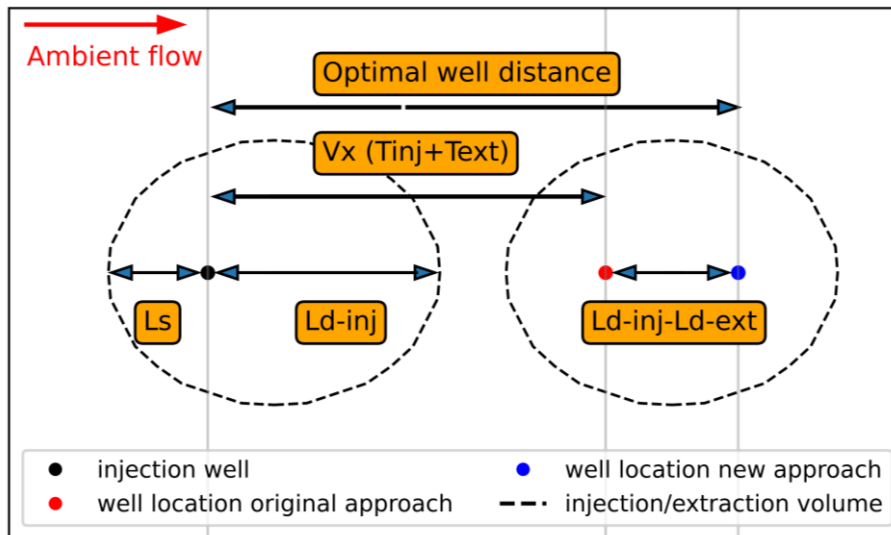 Ambient flow
Optimal well distance
Vx (Tinj+Text)
Ls
Ld-inj
Ld-inj-Ld-ext
injection well
well location original approach
well location new approach
injection/extraction volume